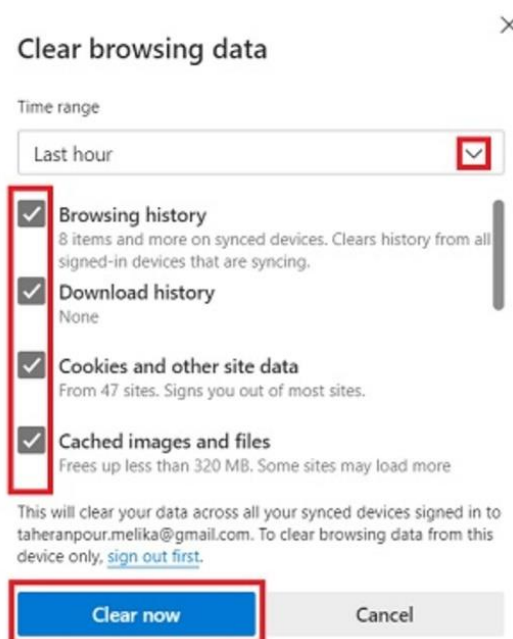 Clear browsing data
Time range
Last hour
Browsing history
8 items and more on synced devices. Clears history from all
signed-in devices that are syncing.
Download history
None
Cookies and other site data
From 47 sites. Signs you out of most sites.
Cached images and files
Frees up less than 320 MB. Some sites may load more
This will clear your data across all your synced devices signed in to
taheranpour.melika@gmail.com. To clear browsing data from this
device only, sign out first.
Clear now
Cancel